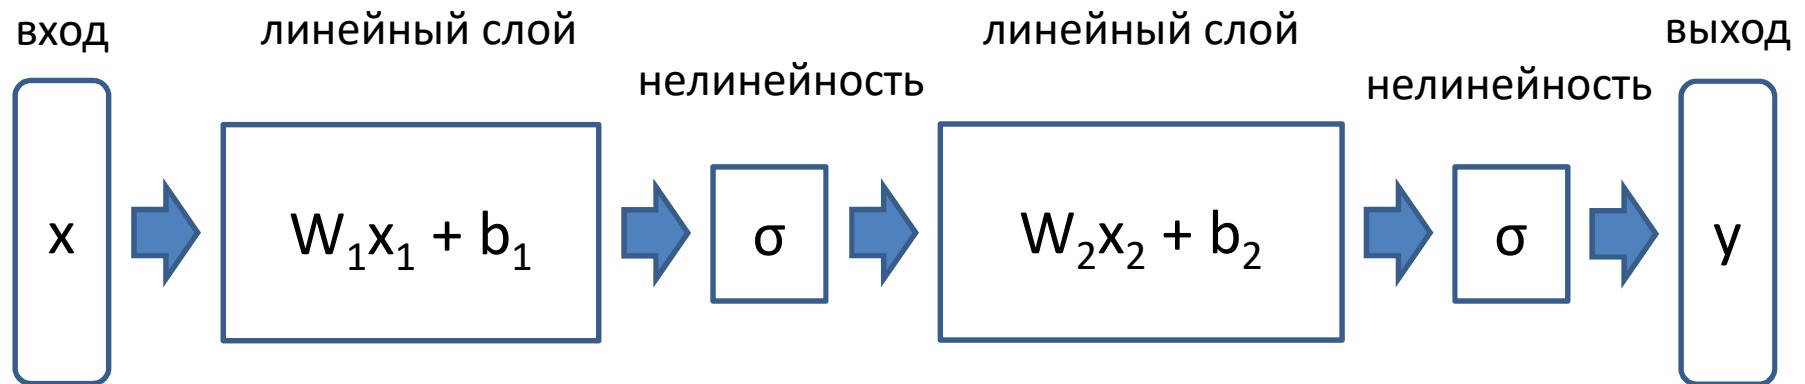 вход
линейный слой
линейный слой
выход
нелинейность
нелинейность
x
W₁x₁ + b₁
σ
W₂x₂ + b₂
σ
y